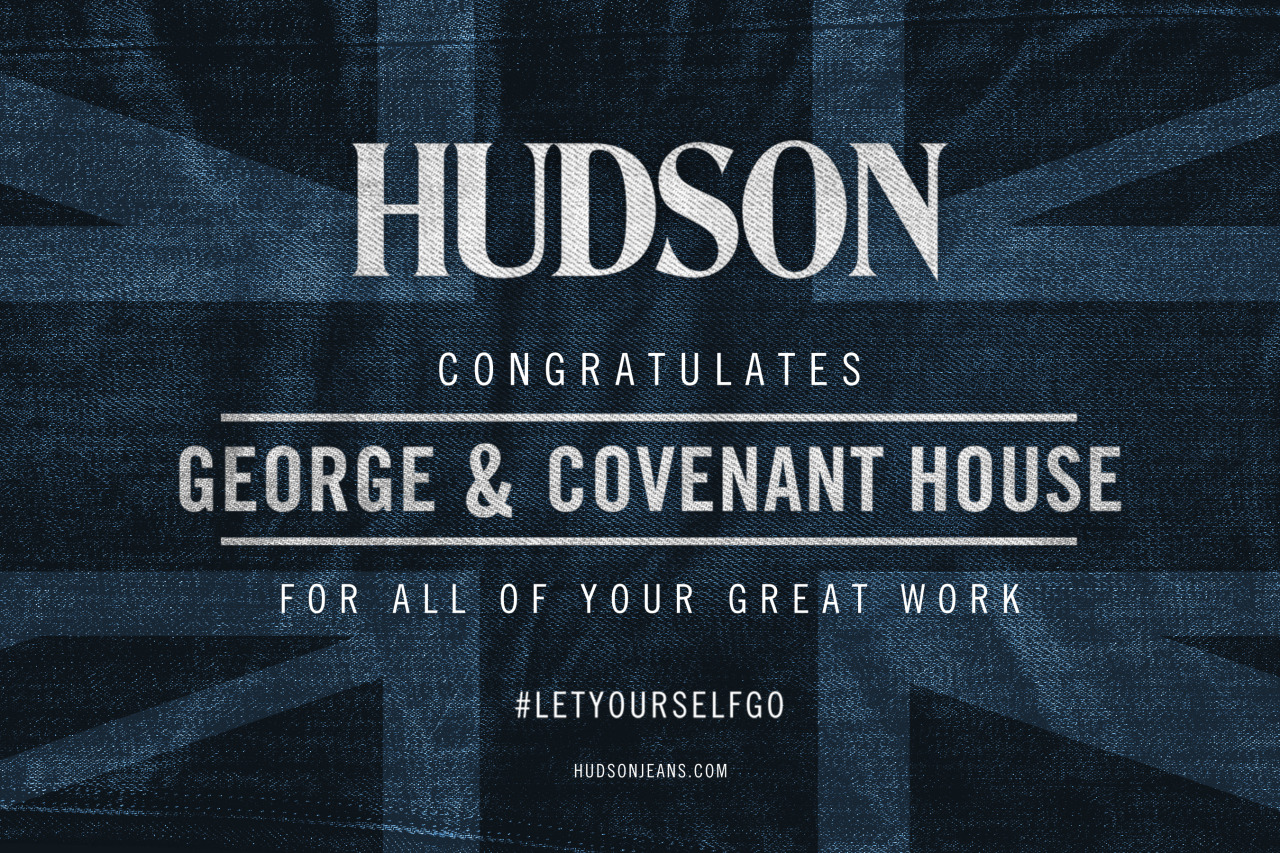 HUDSON
CONGRATULATES
GEORGE & COVENANT HOUSE
FOR ALL OF YOUR GREAT WORK
#LETYOURSELFGO
HUDSONJEANS.COM